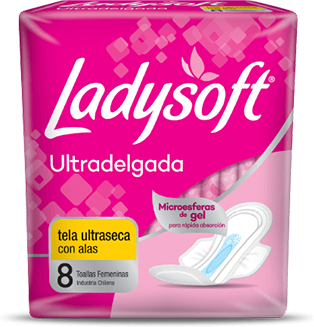 Ladysoft®
Ultradelgada
Microesferas
de gel
para rápida absorción
tela ultraseca
con alas
8 Toallas Femeninas
Industria Chilena